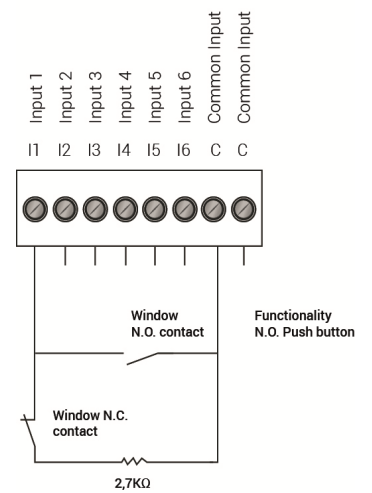 Input 1
Input 2
Input 3
Input 4
Input 5
Input 6
Common Input
Common Input
I1 I2 I3 I4 I5 I6 C C
Window
N.O. contact
Functionality
N.O. Push button
Window N.C.
contact
2,7KΩ